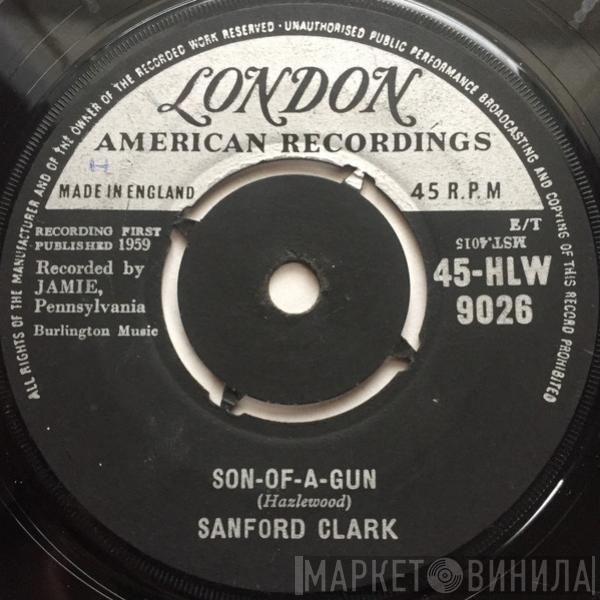 ALL RIGHTS OF THE MANUFACTURER AND OF THE OWNER OF THE RECORDED WORK RESERVED · UNAUTHORISED PUBLIC PERFORMANCE BROADCASTING AND COPYING OF THIS RECORD PROHIBITED
LONDON
AMERICAN RECORDINGS
H
MADE IN ENGLAND
45 R.P.M
RECORDING FIRST
PUBLISHED 1959
Recorded by
JAMIE,
Pennsylvania
Burlington Music
E/T
MST.4015
45-HLW
9026
SON-OF-A-GUN
(Hazlewood)
SANFORD CLARK
МАРКЕТ ВИНИЛА